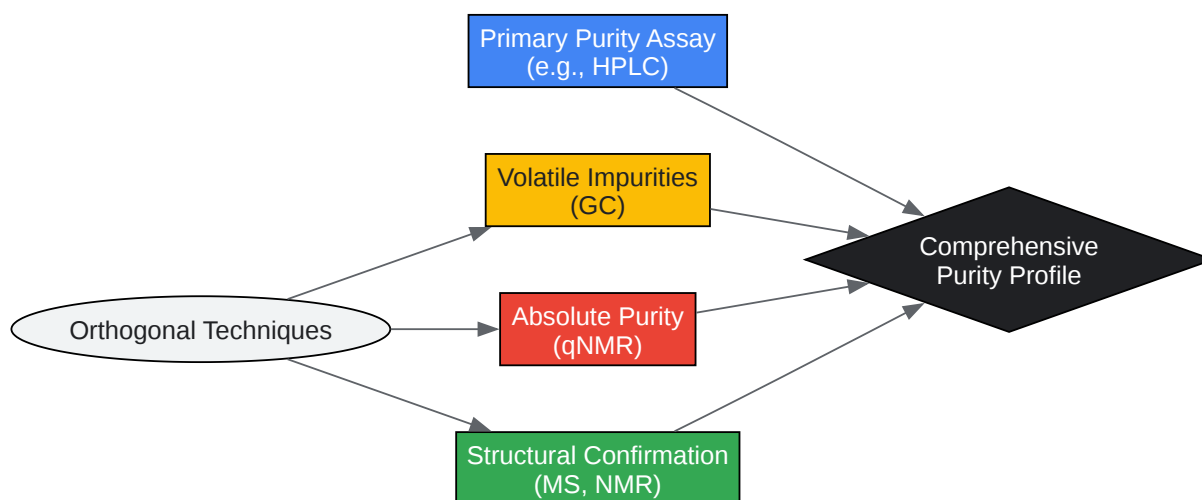 Primary Purity Assay
(e.g., HPLC)
Volatile Impurities
(GC)
Orthogonal Techniques
Absolute Purity
(qNMR)
Structural Confirmation
(MS, NMR)
Comprehensive
Purity Profile